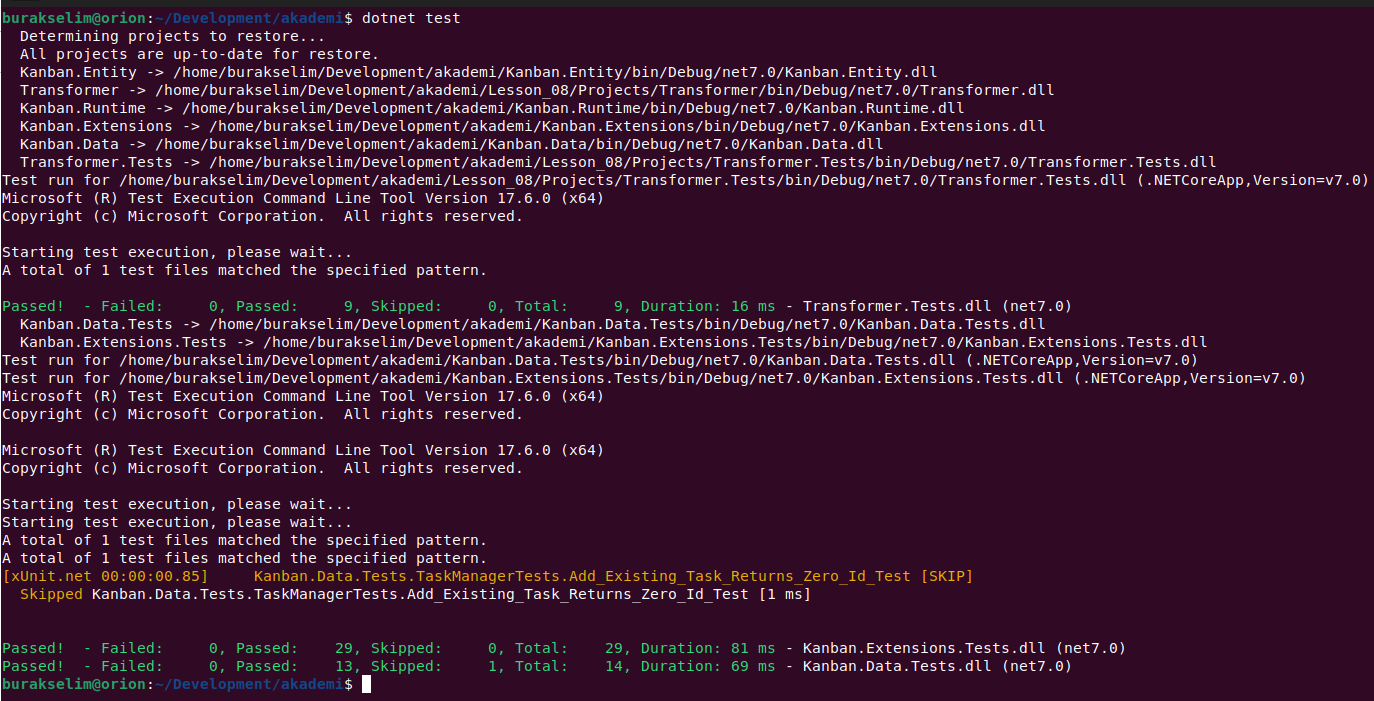 burakselim@orion:~/Development/akademi$ dotnet test
  Determining projects to restore...
  All projects are up-to-date for restore.
  Kanban.Entity -> /home/burakselim/Development/akademi/Kanban.Entity/bin/Debug/net7.0/Kanban.Entity.dll
  Transformer -> /home/burakselim/Development/akademi/Lesson_08/Projects/Transformer/bin/Debug/net7.0/Transformer.dll
  Kanban.Runtime -> /home/burakselim/Development/akademi/Kanban.Runtime/bin/Debug/net7.0/Kanban.Runtime.dll
  Kanban.Extensions -> /home/burakselim/Development/akademi/Kanban.Extensions/bin/Debug/net7.0/Kanban.Extensions.dll
  Kanban.Data -> /home/burakselim/Development/akademi/Kanban.Data/bin/Debug/net7.0/Kanban.Data.dll
  Transformer.Tests -> /home/burakselim/Development/akademi/Lesson_08/Projects/Transformer.Tests/bin/Debug/net7.0/Transformer.Tests.dll
Test run for /home/burakselim/Development/akademi/Lesson_08/Projects/Transformer.Tests/bin/Debug/net7.0/Transformer.Tests.dll (.NETCoreApp,Version=v7.0)
Microsoft (R) Test Execution Command Line Tool Version 17.6.0 (x64)
Copyright (c) Microsoft Corporation.  All rights reserved.

Starting test execution, please wait...
A total of 1 test files matched the specified pattern.

Passed!  - Failed:     0, Passed:     9, Skipped:     0, Total:     9, Duration: 16 ms - Transformer.Tests.dll (net7.0)
  Kanban.Data.Tests -> /home/burakselim/Development/akademi/Kanban.Data.Tests/bin/Debug/net7.0/Kanban.Data.Tests.dll
  Kanban.Extensions.Tests -> /home/burakselim/Development/akademi/Kanban.Extensions.Tests/bin/Debug/net7.0/Kanban.Extensions.Tests.dll
Test run for /home/burakselim/Development/akademi/Kanban.Data.Tests/bin/Debug/net7.0/Kanban.Data.Tests.dll (.NETCoreApp,Version=v7.0)
Test run for /home/burakselim/Development/akademi/Kanban.Extensions.Tests/bin/Debug/net7.0/Kanban.Extensions.Tests.dll (.NETCoreApp,Version=v7.0)
Microsoft (R) Test Execution Command Line Tool Version 17.6.0 (x64)
Copyright (c) Microsoft Corporation.  All rights reserved.

Microsoft (R) Test Execution Command Line Tool Version 17.6.0 (x64)
Copyright (c) Microsoft Corporation.  All rights reserved.

Starting test execution, please wait...
Starting test execution, please wait...
A total of 1 test files matched the specified pattern.
A total of 1 test files matched the specified pattern.
[xUnit.net 00:00:00.85]     Kanban.Data.Tests.TaskManagerTests.Add_Existing_Task_Returns_Zero_Id_Test [SKIP]
  Skipped Kanban.Data.Tests.TaskManagerTests.Add_Existing_Task_Returns_Zero_Id_Test [1 ms]

Passed!  - Failed:     0, Passed:    29, Skipped:     0, Total:    29, Duration: 81 ms - Kanban.Extensions.Tests.dll (net7.0)
Passed!  - Failed:     0, Passed:    13, Skipped:     1, Total:    14, Duration: 69 ms - Kanban.Data.Tests.dll (net7.0)
burakselim@orion:~/Development/akademi$